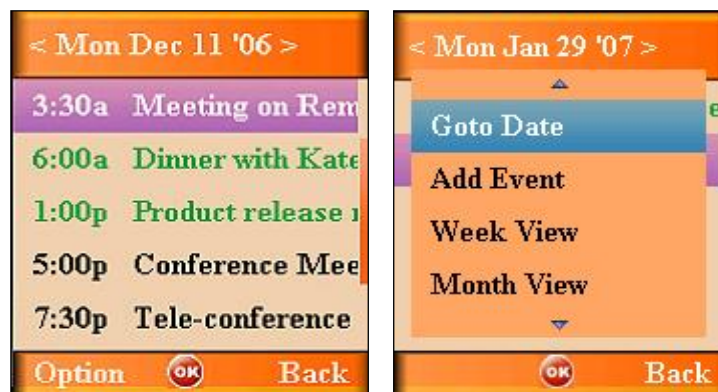 < Mon Dec 11 '06 >
3:30a Meeting on Rem
6:00a Dinner with Kate
1:00p Product release
5:00p Conference Mee
7:30p Tele-conference
Option OK Back
< Mon Jan 29 '07 >
Goto Date
Add Event
Week View
Month View
OK Back